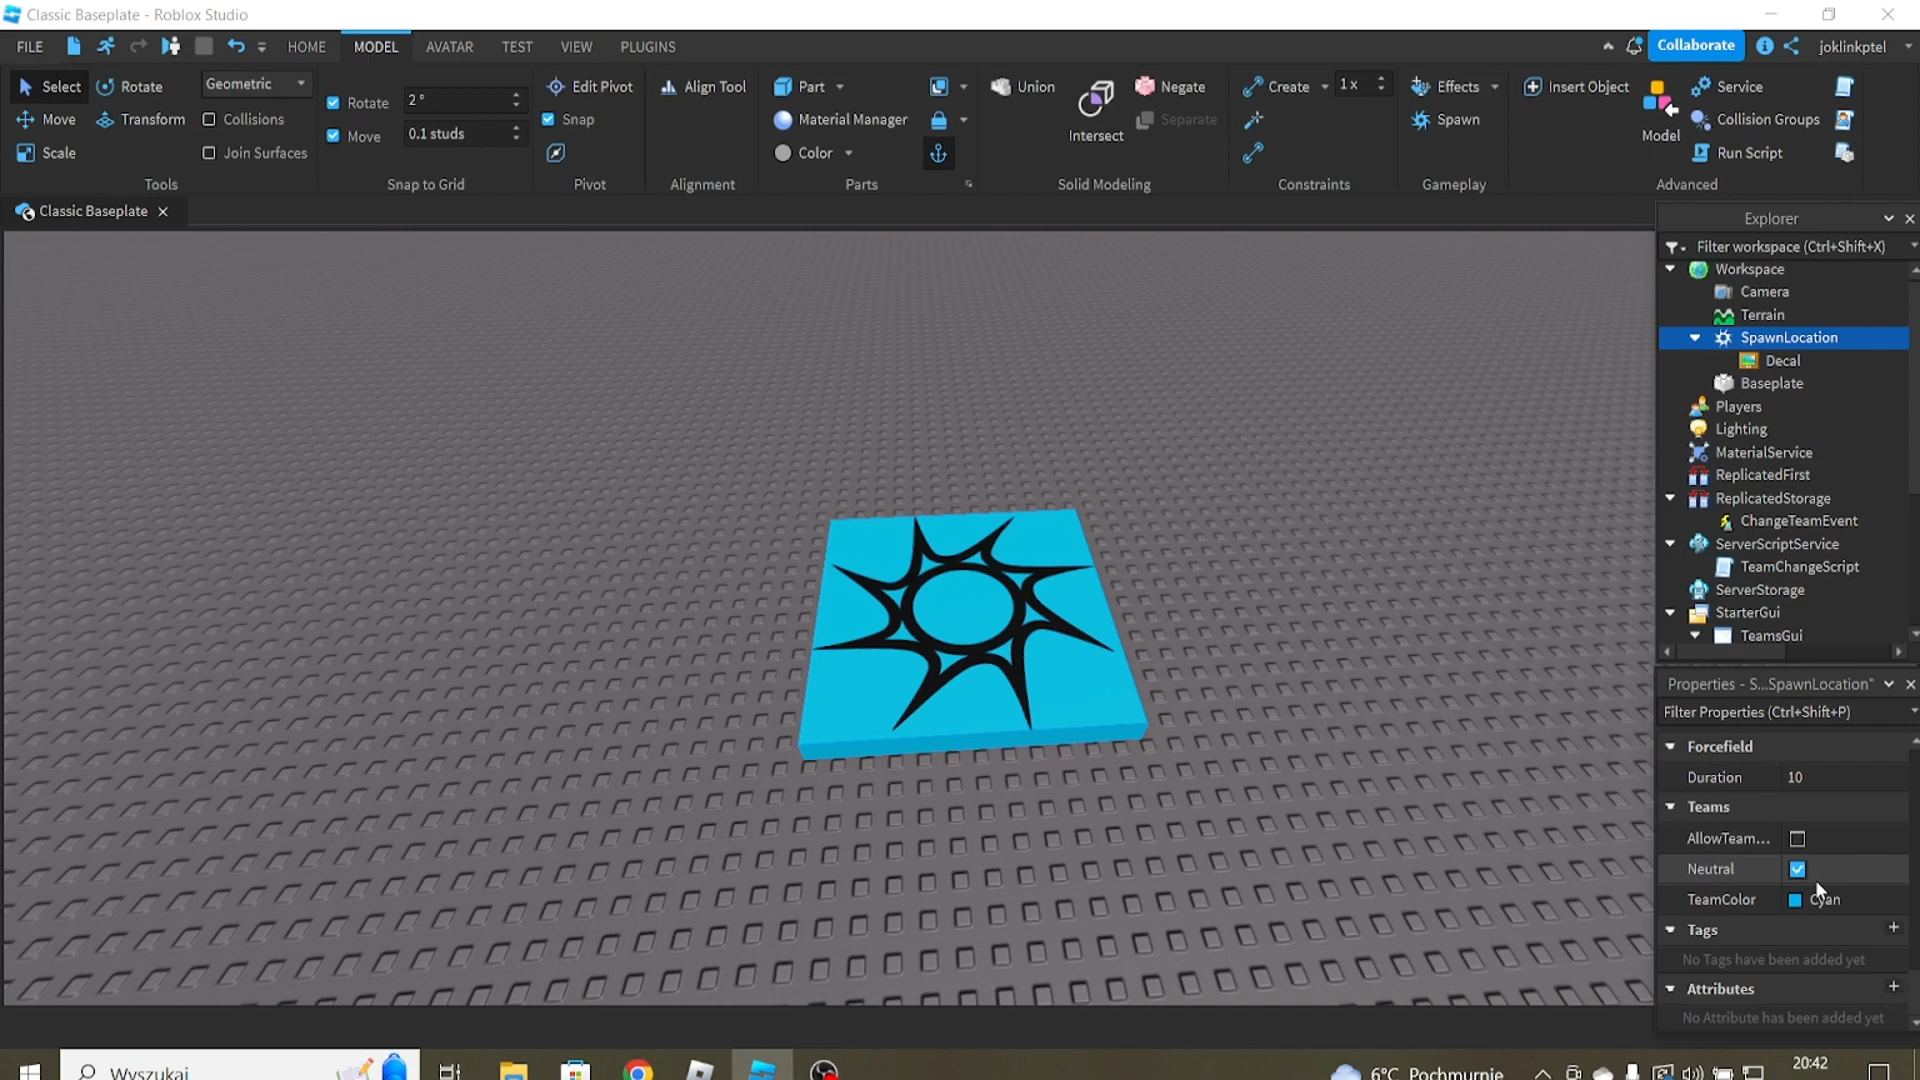 Classic Baseplate - Roblox Studio
FILE HOME MODEL AVATAR TEST VIEW PLUGINS Collaborate joklinkptel
Select Rotate Geometric Rotate 2 ° Edit Pivot Align Tool Part Union Negate Create 1 x Effects Insert Object Service
Move Transform Collisions Move 0.1 studs Snap Material Manager Intersect Separate Spawn Model Collision Groups
Scale Join Surfaces Color Run Script
Tools Snap to Grid Pivot Alignment Parts Solid Modeling Constraints Gameplay Advanced
Classic Baseplate
Explorer
Filter workspace (Ctrl+Shift+X)
Workspace
Camera
Terrain
SpawnLocation
Decal
Baseplate
Players
Lighting
MaterialService
ReplicatedFirst
ReplicatedStorage
ChangeTeamEvent
ServerScriptService
TeamChangeScript
ServerStorage
StarterGui
TeamsGui
Properties - S...SpawnLocation"
Filter Properties (Ctrl+Shift+P)
Forcefield
Duration 10
Teams
AllowTeam...
Neutral
TeamColor Cyan
Tags +
No Tags have been added yet
Attributes +
No Attribute has been added yet
Wyszukaj 6°C Pochmurnie 20:42